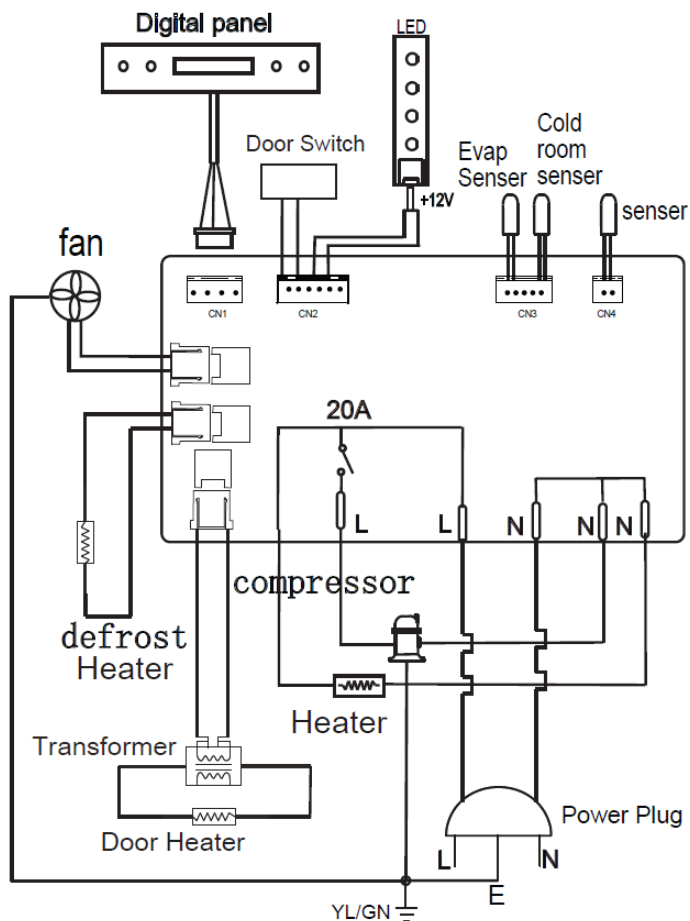 Digital panel
LED
Door Switch
+12V
Evap
Senser
Cold
room
senser
senser
fan
CN1
CN2
CN3
CN4
20A
L
L
N
N
N
compressor
defrost
Heater
Heater
Transformer
Door Heater
Power Plug
L
E
N
YL/GN